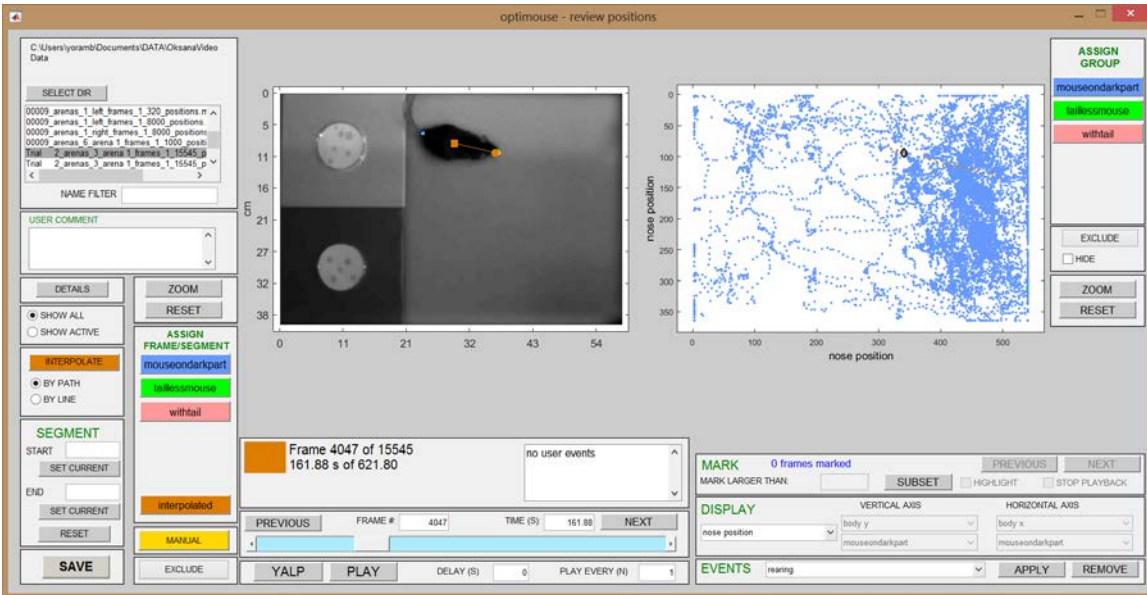 optimouse - review positions
C:\Users\yoramb\Documents\DATA\OksanaVideo
Data
SELECT DIR
00009_arenas_1_left_frames_1_320_positions.m
00009_arenas_1_left_frames_1_8000_positions.
00009_arenas_1_right_frames_1_8000_positions
00009_arenas_6_arena 1_frames_1_1000_positi
Trial 2_arenas_3_arena 1_frames_1_15545_p
Trial 2_arenas_3_arena 1_frames_1_15545_p
NAME FILTER
USER COMMENT
DETAILS
SHOW ALL
SHOW ACTIVE
INTERPOLATE
BY PATH
BY LINE
SEGMENT
START
SET CURRENT
END
SET CURRENT
RESET
SAVE
ZOOM
RESET
ASSIGN
FRAME/SEGMENT
mouseondarkpart
taillessmouse
withtail
interpolated
MANUAL
EXCLUDE
0
5
11
16
21
27
32
38
cm
0 11 21 32 43 54
0
50
100
150
200
250
300
350
nose position
0 100 200 300 400 500
nose position
ASSIGN
GROUP
mouseondarkpart
taillessmouse
withtail
EXCLUDE
HIDE
ZOOM
RESET
Frame 4047 of 15545
161.88 s of 621.80
no user events
PREVIOUS FRAME #: 4047 TIME (S): 161.88 NEXT
YALP PLAY DELAY (S) 0 PLAY EVERY (N) 1
MARK 0 frames marked PREVIOUS NEXT
MARK LARGER THAN: SUBSET HIGHLIGHT STOP PLAYBACK
DISPLAY VERTICAL AXIS HORIZONTAL AXIS
nose position body y body x
mouseondarkpart mouseondarkpart
EVENTS rearing APPLY REMOVE